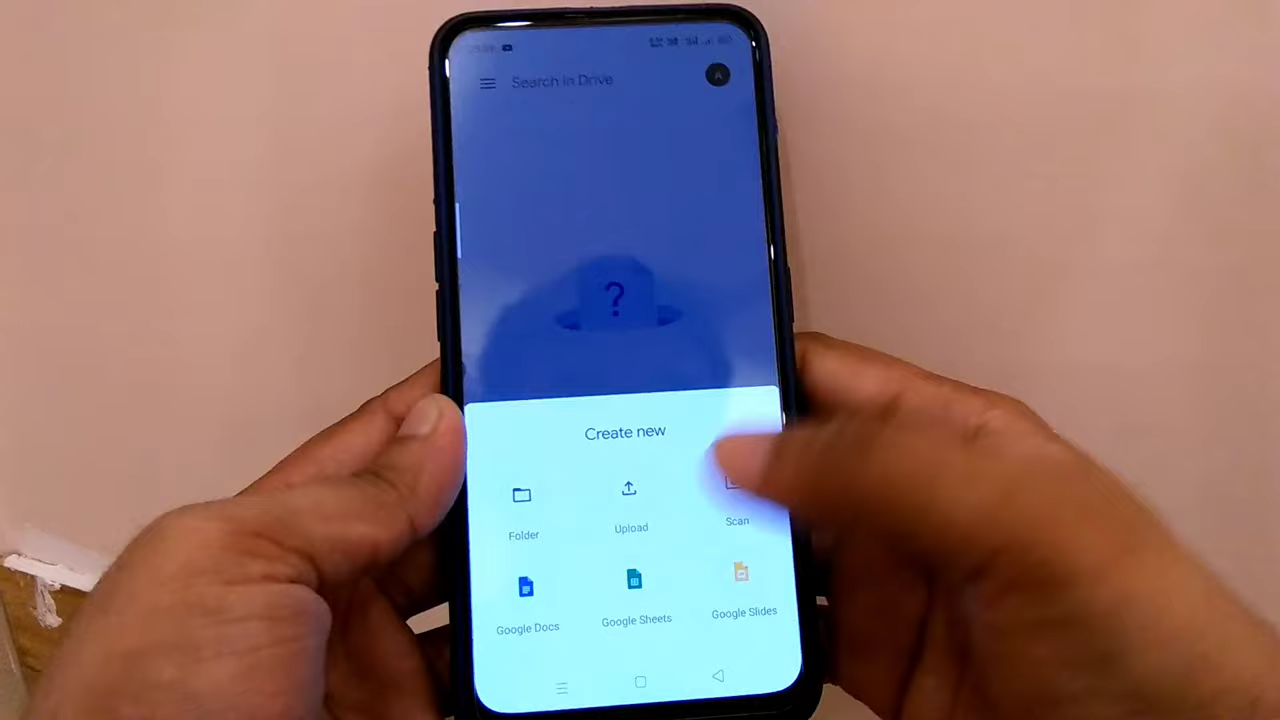 Search in Drive
A
?
Create new
Folder
Upload
Scan
Google Docs
Google Sheets
Google Slides